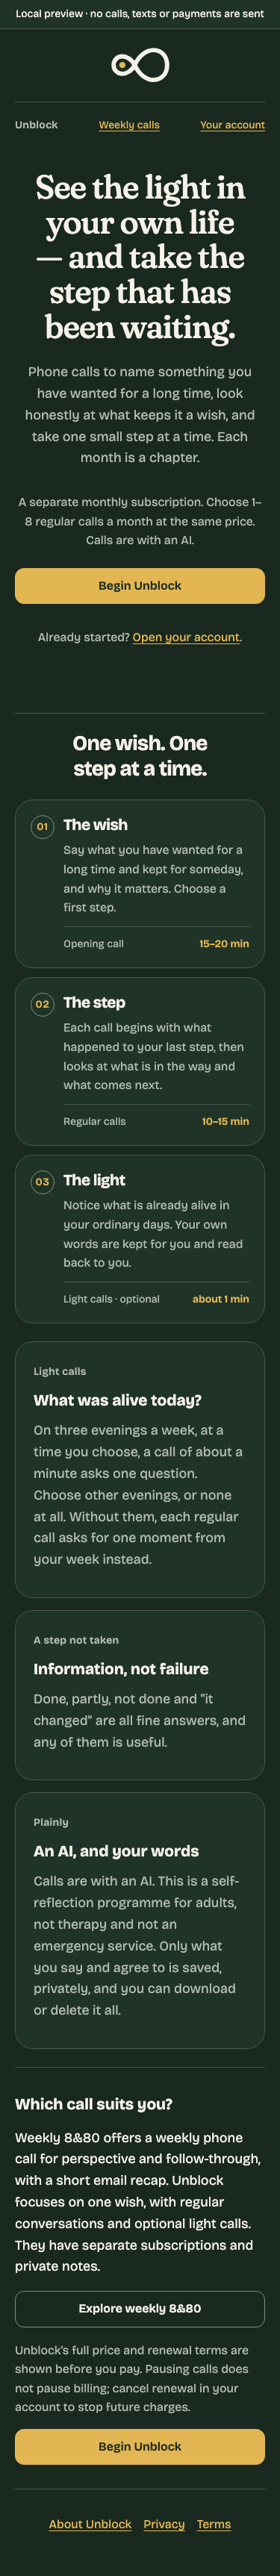 Local preview · no calls, texts or payments are sent
Unblock Weekly calls Your account
See the light in
your own life
— and take the
step that has
been waiting.
Phone calls to name something you
have wanted for a long time, look
honestly at what keeps it a wish, and
take one small step at a time. Each
month is a chapter.
A separate monthly subscription. Choose 1–
8 regular calls a month at the same price.
Calls are with an AI.
Begin Unblock
Already started? Open your account.
One wish. One
step at a time.
01 The wish
Say what you have wanted for a
long time and kept for someday,
and why it matters. Choose a
first step.
Opening call 15–20 min
02 The step
Each call begins with what
happened to your last step, then
looks at what is in the way and
what comes next.
Regular calls 10–15 min
03 The light
Notice what is already alive in
your ordinary days. Your own
words are kept for you and read
back to you.
Light calls · optional about 1 min
Light calls
What was alive today?
On three evenings a week, at a
time you choose, a call of about a
minute asks one question.
Choose other evenings, or none
at all. Without them, each regular
call asks for one moment from
your week instead.
A step not taken
Information, not failure
Done, partly, not done and “it
changed” are all fine answers, and
any of them is useful.
Plainly
An AI, and your words
Calls are with an AI. This is a self-
reflection programme for adults,
not therapy and not an
emergency service. Only what
you say and agree to is saved,
privately, and you can download
or delete it all.
Which call suits you?
Weekly 8&80 offers a weekly phone
call for perspective and follow-through,
with a short email recap. Unblock
focuses on one wish, with regular
conversations and optional light calls.
They have separate subscriptions and
private notes.
Explore weekly 8&80
Unblock’s full price and renewal terms are
shown before you pay. Pausing calls does
not pause billing; cancel renewal in your
account to stop future charges.
Begin Unblock
About Unblock Privacy Terms